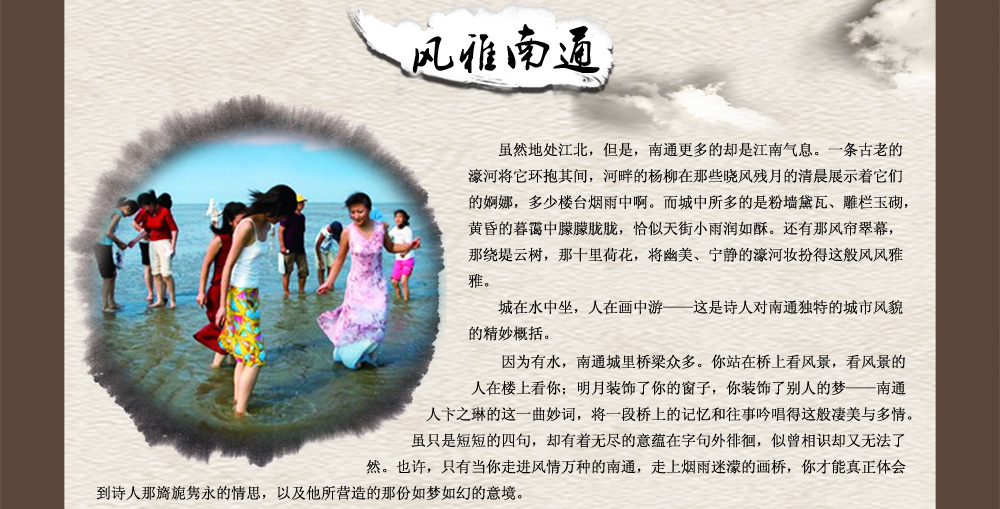 风雅南通
虽然地处江北，但是，南通更多的却是江南气息。一条古老的
濠河将它环抱其间，河畔的杨柳在那些晓风残月的清晨展示着它们
的婀娜，多少楼台烟雨中啊。而城中所多的是粉墙黛瓦、雕栏玉砌，
黄昏的暮霭中朦朦胧胧，恰似天街小雨润如酥。还有那风帘翠幕，
那绕堤云树，那十里荷花，将幽美、宁静的濠河妆扮得这般风风雅
雅。
城在水中坐，人在画中游——这是诗人对南通独特的城市风貌
的精妙概括。
因为有水，南通城里桥梁众多。你站在桥上看风景，看风景的
人在楼上看你；明月装饰了你的窗子，你装饰了别人的梦——南通
人卞之琳的这一曲妙词，将一段桥上的记忆和往事吟唱得这般凄美与多情。
虽只是短短的四句，却有着无尽的意蕴在字句外徘徊，似曾相识却又无法了
然。也许，只有当你走进风情万种的南通，走上烟雨迷濛的画桥，你才能真正体会
到诗人那旖旎隽永的情思，以及他所营造的那份如梦如幻的意境。